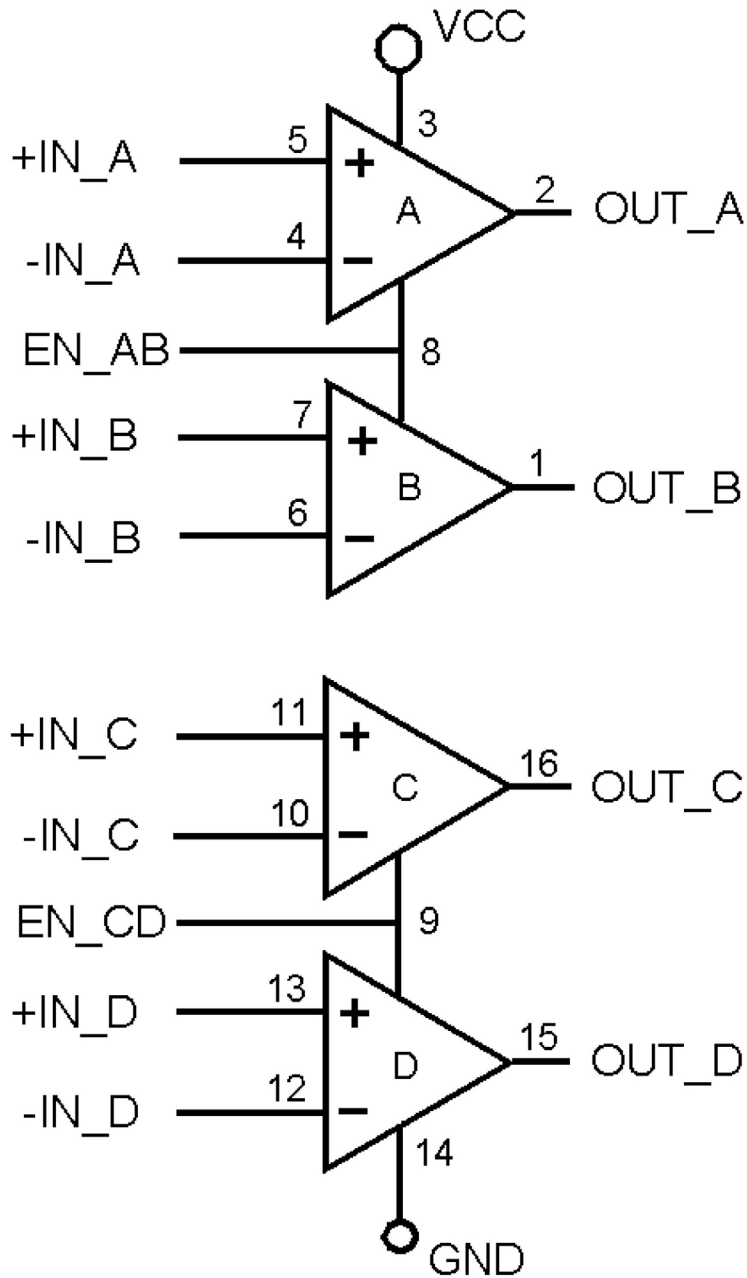 VCC
3
+IN_A 5 + A 2 OUT_A
-IN_A 4 −
EN_AB 8
+IN_B 7 + B 1 OUT_B
-IN_B 6 −
+IN_C 11 + C 16 OUT_C
-IN_C 10 −
EN_CD 9
+IN_D 13 + D 15 OUT_D
-IN_D 12 −
14
GND